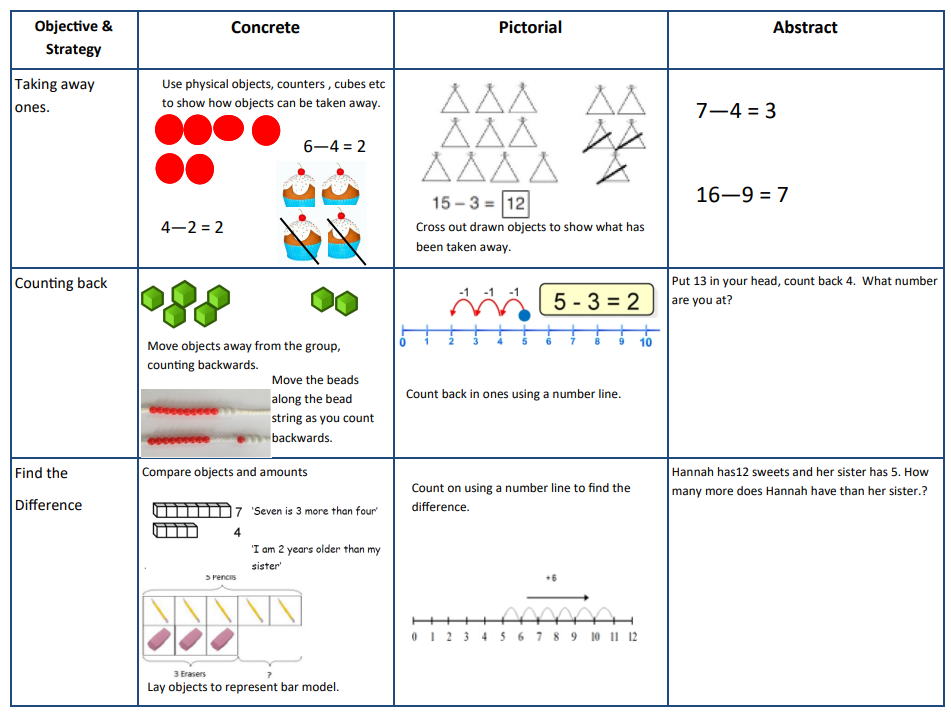 Objective &
Strategy
Concrete
Pictorial
Abstract
Taking away
ones.
Use physical objects, counters , cubes etc
to show how objects can be taken away.
6—4 = 2
4—2 = 2
15 – 3 = 12
Cross out drawn objects to show what has
been taken away.
7—4 = 3
16—9 = 7
Counting back
Move objects away from the group,
counting backwards.
Move the beads
along the bead
string as you count
backwards.
-1 -1 -1
5 - 3 = 2
0 1 2 3 4 5 6 7 8 9 10
Count back in ones using a number line.
Put 13 in your head, count back 4. What number
are you at?
Find the
Difference
Compare objects and amounts
7 'Seven is 3 more than four'
4
'I am 2 years older than my
sister'
5 Pencils
3 Erasers ?
Lay objects to represent bar model.
Count on using a number line to find the
difference.
+6
0 1 2 3 4 5 6 7 8 9 10 11 12
Hannah has12 sweets and her sister has 5. How
many more does Hannah have than her sister.?